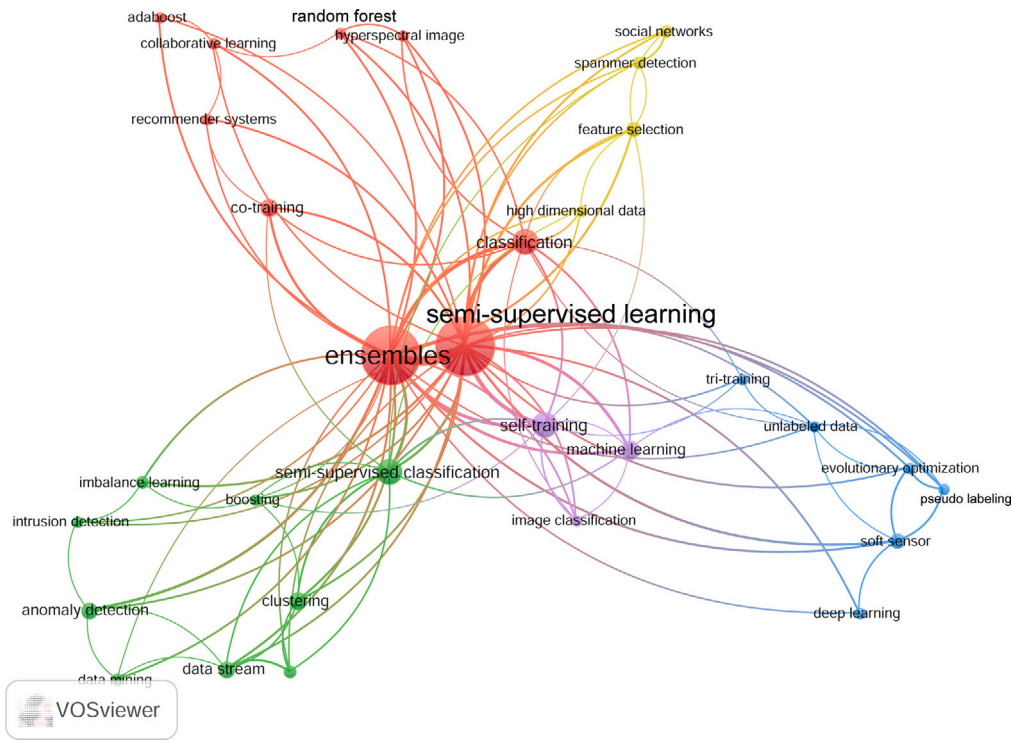 adaboost
random forest
social networks
collaborative learning
hyperspectral image
spammer detection
recommender systems
feature selection
co-training
high dimensional data
classification
semi-supervised learning
ensembles
tri-training
self-training
unlabeled data
machine learning
semi-supervised classification
evolutionary optimization
imbalance learning
boosting
pseudo labeling
intrusion detection
image classification
soft sensor
clustering
anomaly detection
deep learning
data stream
data mining
VOSviewer